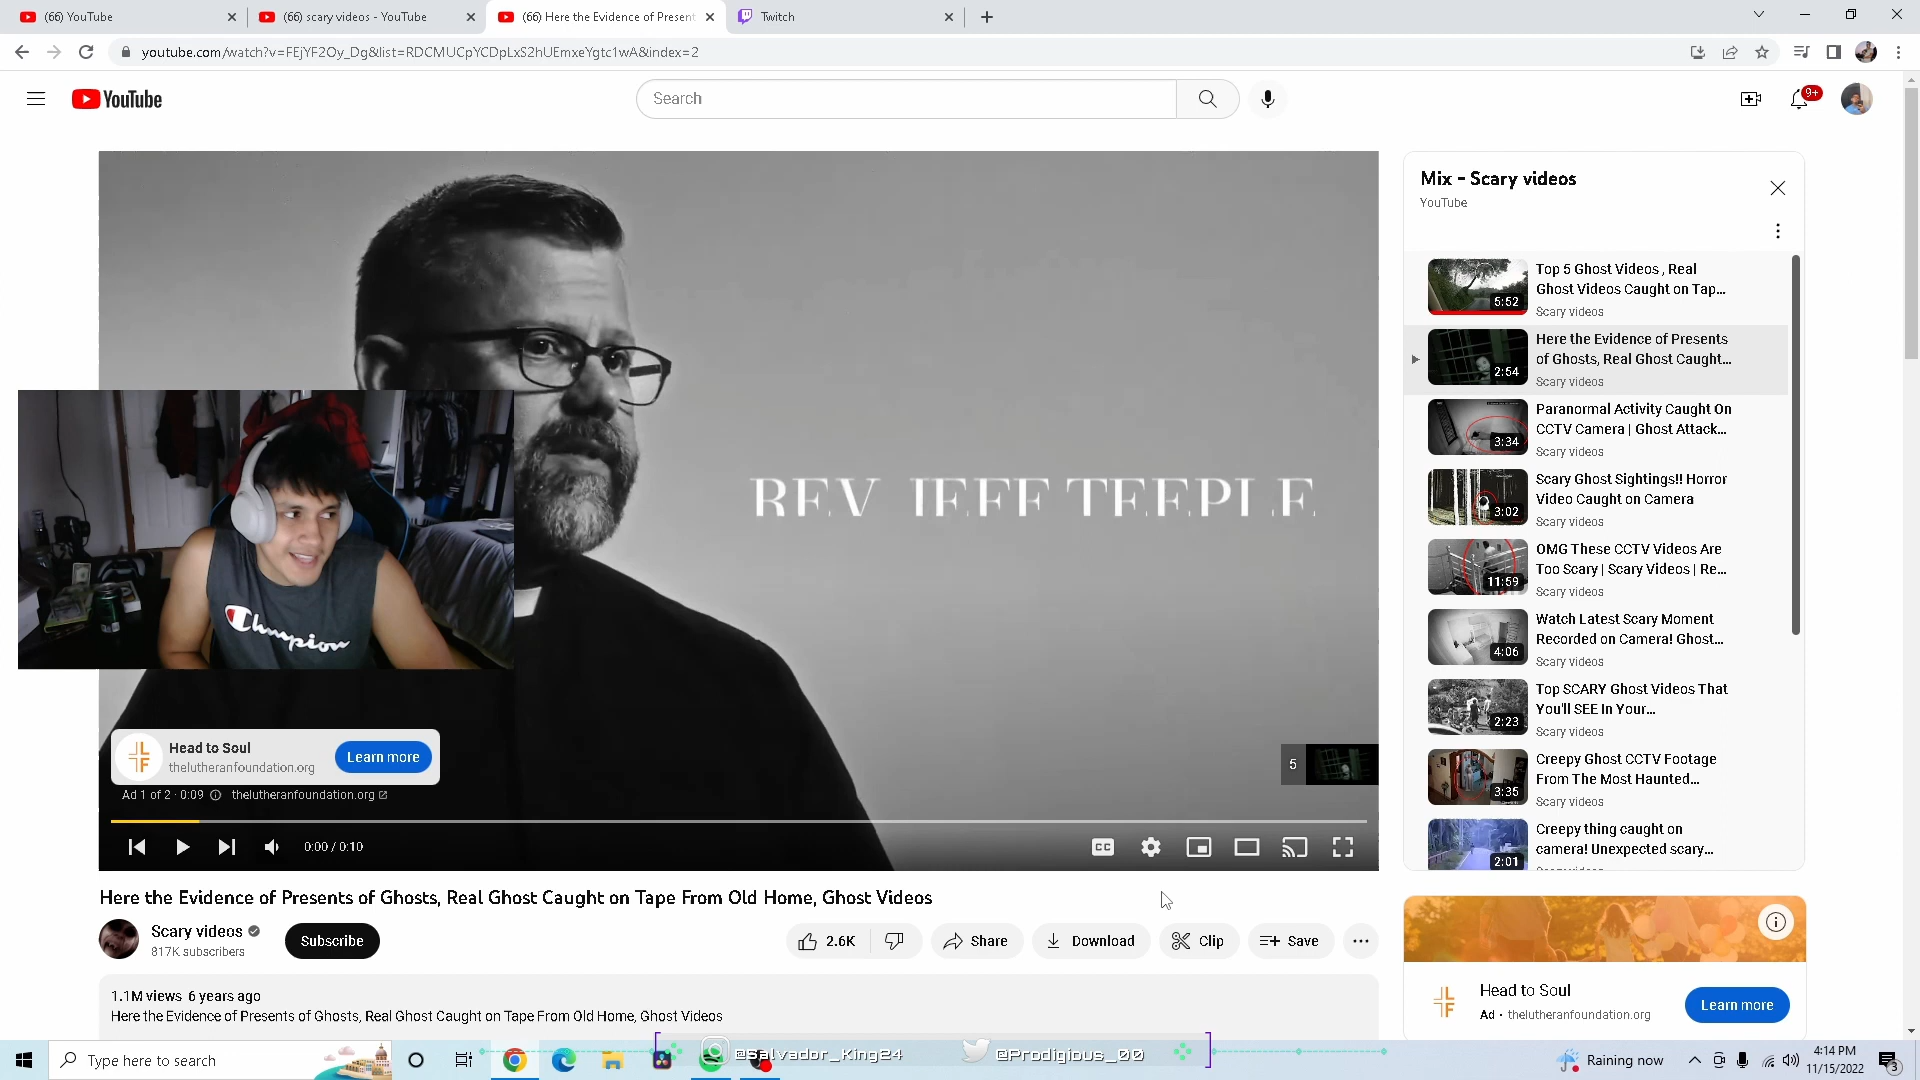 (66) YouTube
(66) scary videos - YouTube
(66) Here the Evidence of Present
Twitch
youtube.com/watch?v=FEjYF2Oy_Dg&list=RDCMUCpYCDpLxS2hUEmxeYgtc1wA&index=2
YouTube
Search
9+
REV JEFF TEEPLE
Champion
Head to Soul
thelutheranfoundation.org
Learn more
Ad 1 of 2 · 0:09
thelutheranfoundation.org
5
0:00 / 0:10
CC
Here the Evidence of Presents of Ghosts, Real Ghost Caught on Tape From Old Home, Ghost Videos
Scary videos
817K subscribers
Subscribe
2.6K
Share
Download
Clip
Save
1.1M views 6 years ago
Here the Evidence of Presents of Ghosts, Real Ghost Caught on Tape From Old Home, Ghost Videos
Mix - Scary videos
YouTube
Top 5 Ghost Videos , Real
Ghost Videos Caught on Tap...
Scary videos
5:52
Here the Evidence of Presents
of Ghosts, Real Ghost Caught...
Scary videos
2:54
Paranormal Activity Caught On
CCTV Camera | Ghost Attack...
Scary videos
3:34
Scary Ghost Sightings!! Horror
Video Caught on Camera
Scary videos
3:02
OMG These CCTV Videos Are
Too Scary | Scary Videos | Re...
Scary videos
11:59
Watch Latest Scary Moment
Recorded on Camera! Ghost...
Scary videos
4:06
Top SCARY Ghost Videos That
You'll SEE In Your...
Scary videos
2:23
Creepy Ghost CCTV Footage
From The Most Haunted...
Scary videos
3:35
Creepy thing caught on
camera! Unexpected scary...
2:01
Head to Soul
Ad · thelutheranfoundation.org
Learn more
Type here to search
@Salvador_King24
@Prodigious_00
Raining now
4:14 PM
11/15/2022
3